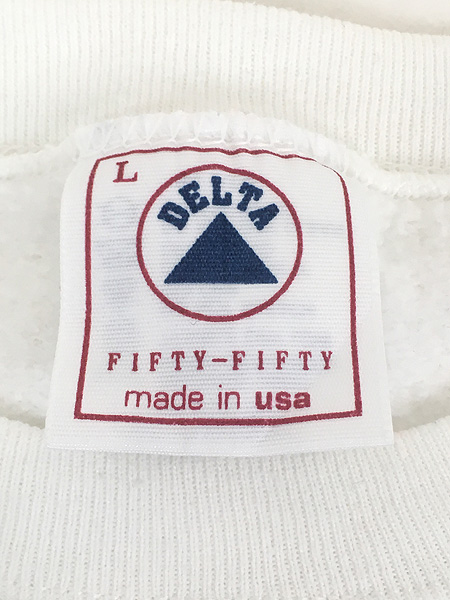 L
DELTA
FIFTY-FIFTY
made in usa